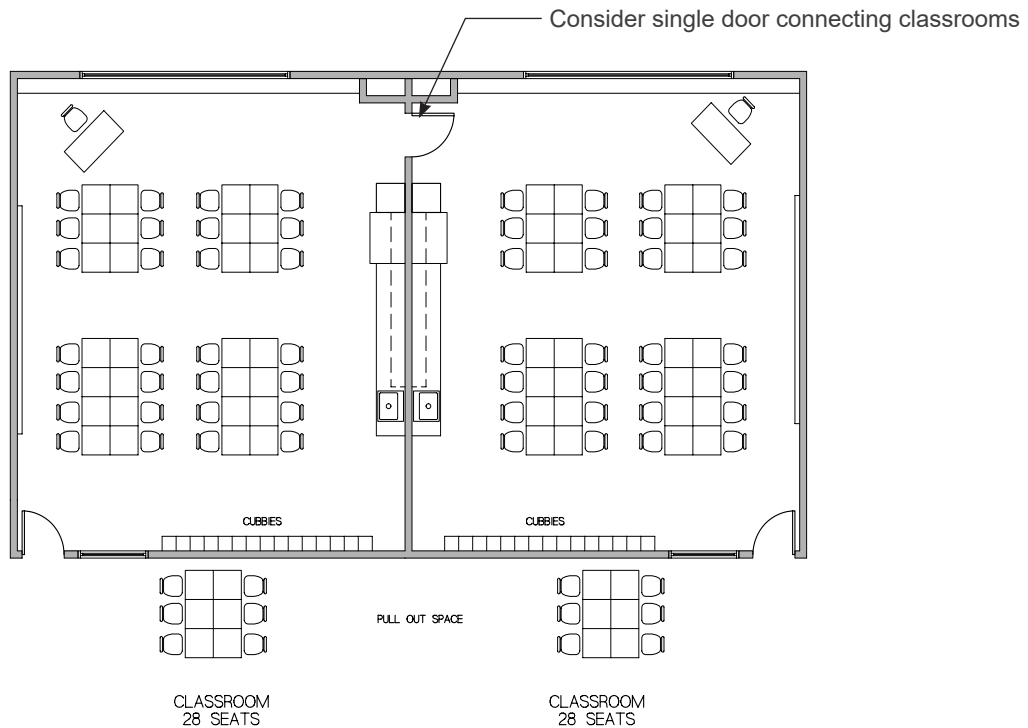 Consider single door connecting classrooms
CUBBIES
CUBBIES
PULL OUT SPACE
CLASSROOM
28 SEATS
CLASSROOM
28 SEATS